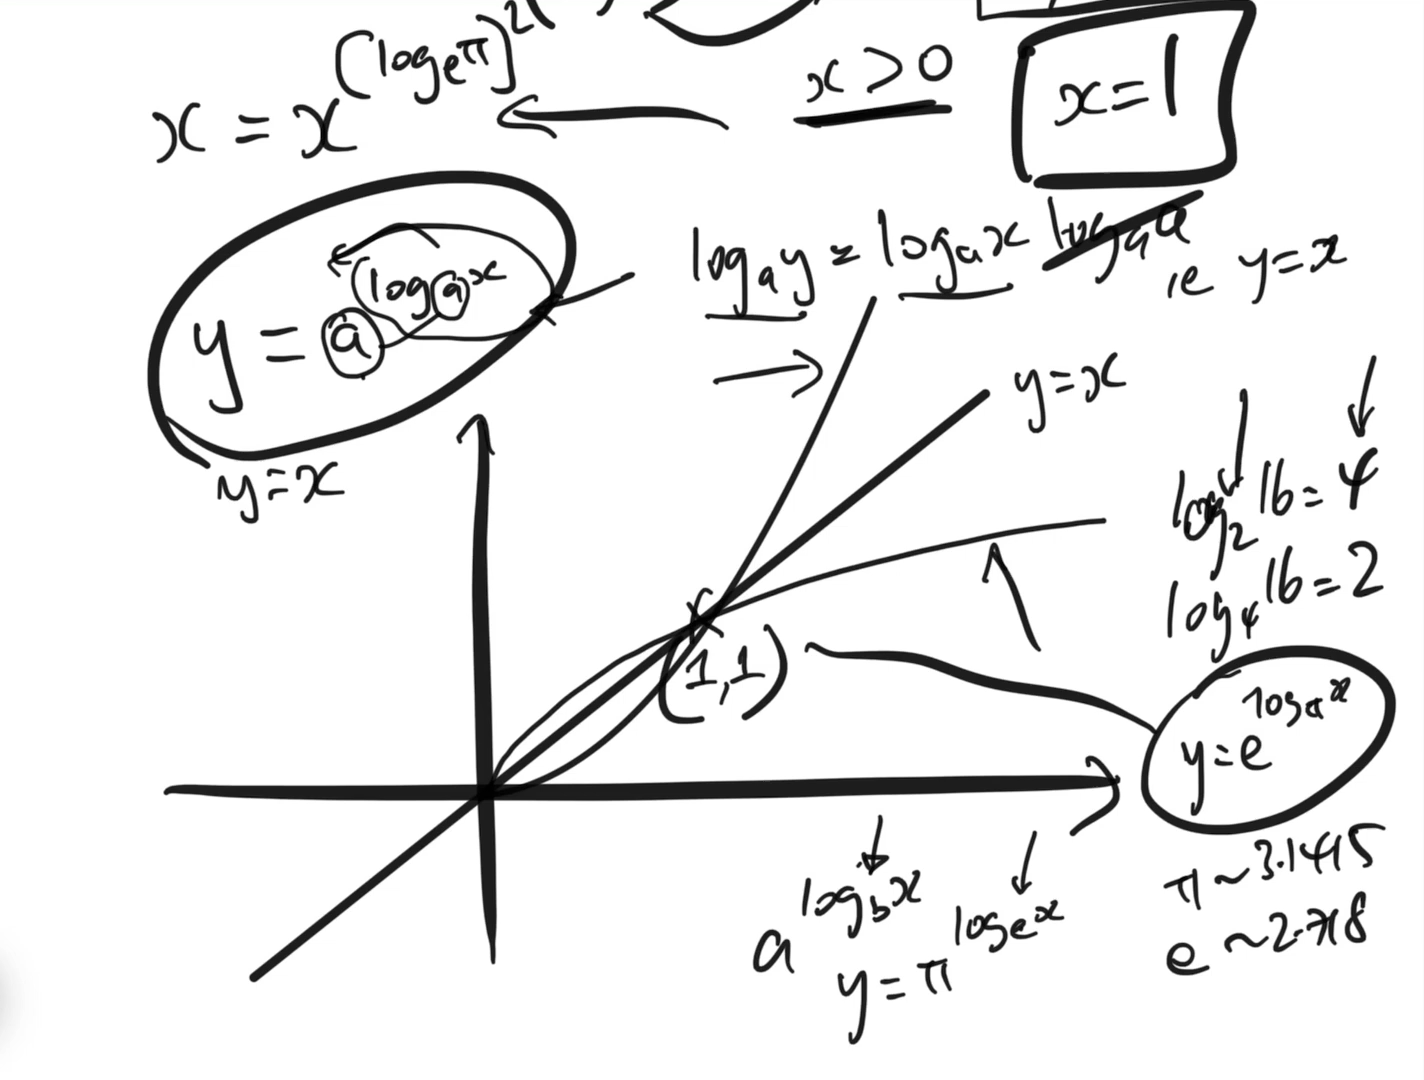 x = x^(log_e π)^2
x > 0
x = 1
y = a^(log_a x)
log_a y = log_a x log_a a
ie y = x
y = x
y = x
log_2 16 = 4
log_4 16 = 2
(1,1)
y = e^(log_π x)
a^(log_b x)
y = π^(log_e x)
π ~ 3.1415
e ~ 2.718